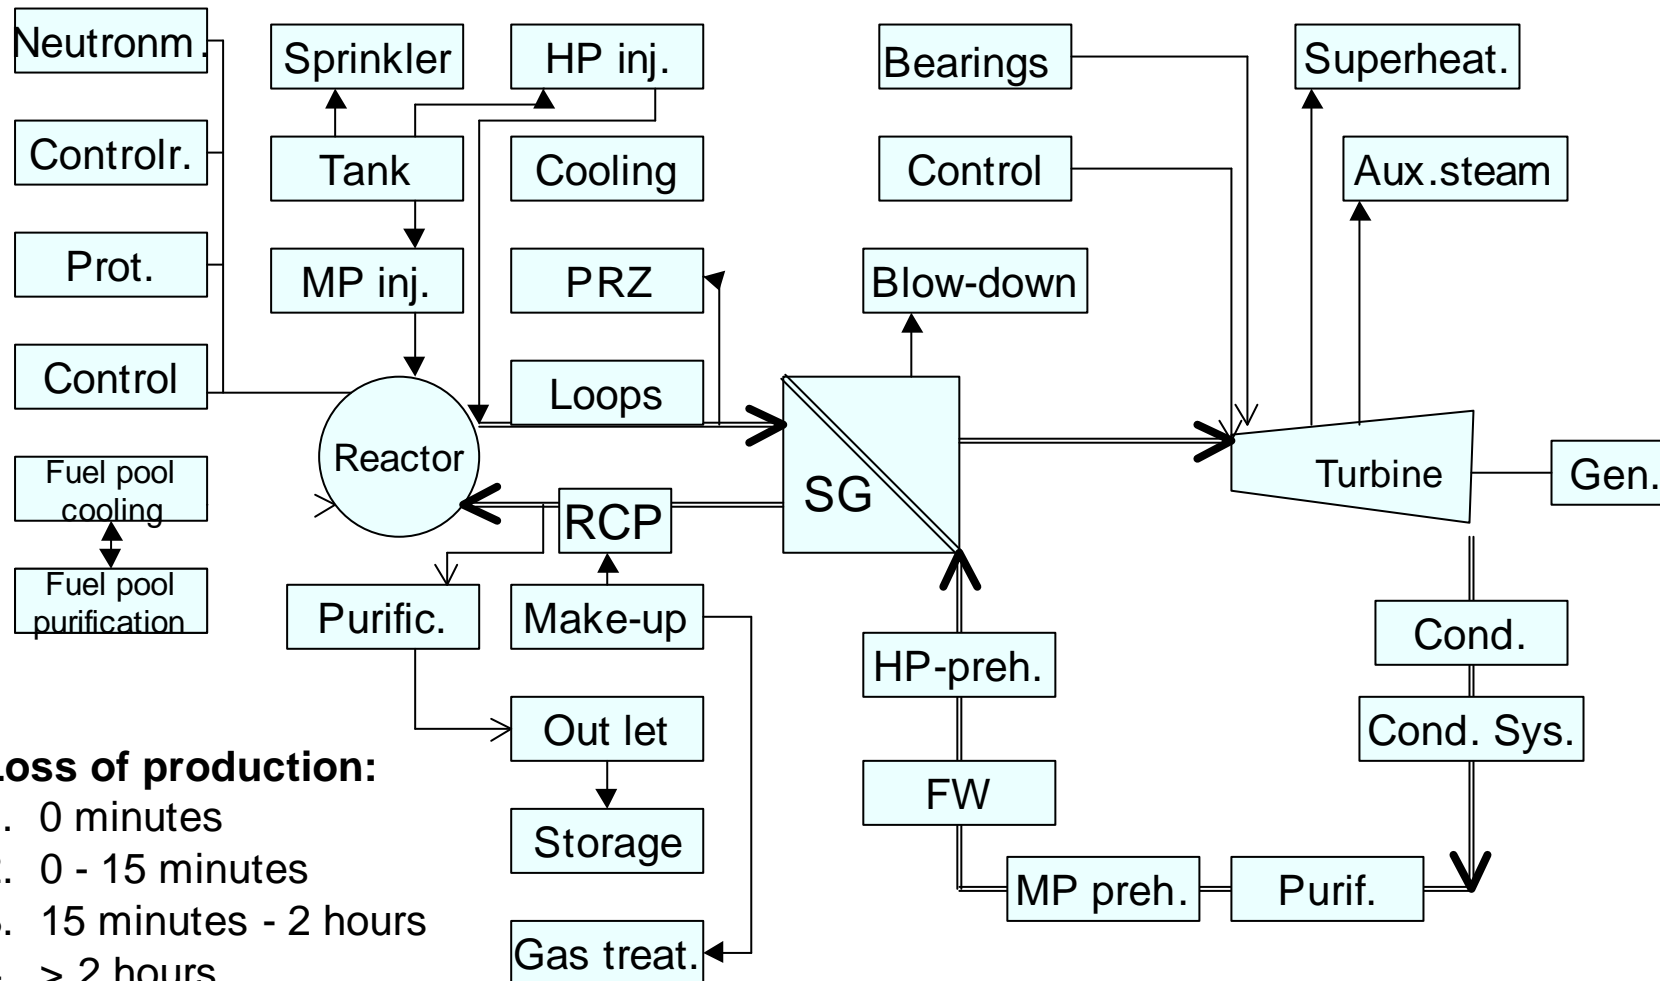 Neutronm.
Sprinkler
HP inj.
Bearings
Superheat.
Controlr.
Tank
Cooling
Control
Aux.steam
Prot.
MP inj.
PRZ
Blow-down
Control
Loops
Reactor
SG
Turbine
Gen.
Fuel pool
cooling
RCP
Fuel pool
purification
Purific.
Make-up
HP-preh.
Cond.
Out let
Cond. Sys.
Loss of production:
. 0 minutes
. 0 - 15 minutes
. 15 minutes - 2 hours
> 2 hours
Storage
FW
MP preh.
Purif.
Gas treat.